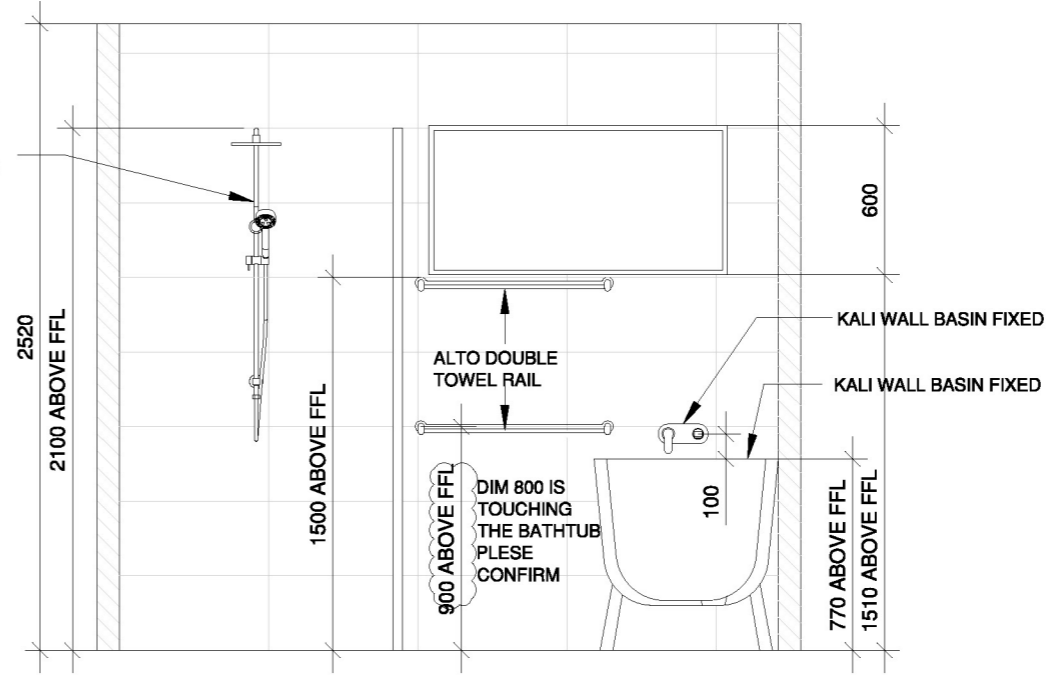 2520
2100 ABOVE FFL
1500 ABOVE FFL
ALTO DOUBLE
TOWEL RAIL
900 ABOVE FFL
DIM 800 IS
TOUCHING
THE BATHTUB
PLESE
CONFIRM
600
KALI WALL BASIN FIXED
KALI WALL BASIN FIXED
100
770 ABOVE FFL
1510 ABOVE FFL